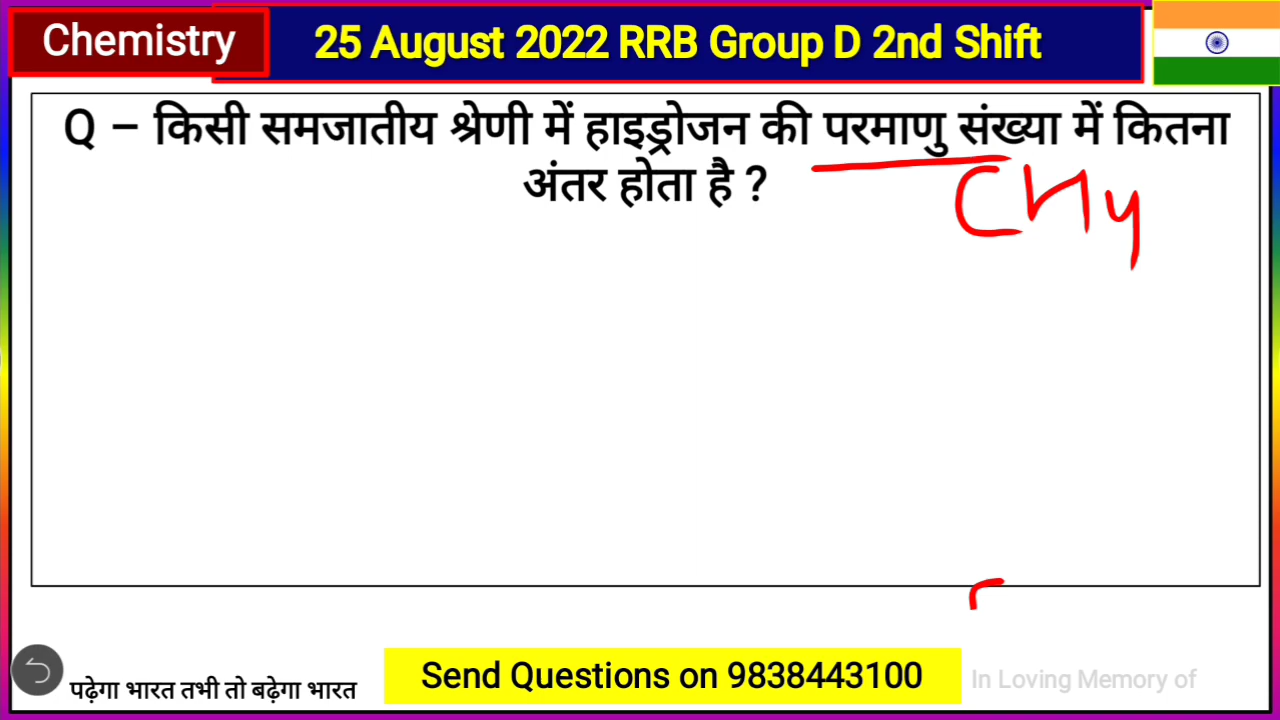 Chemistry
25 August 2022 RRB Group D 2nd Shift
Q – किसी समजातीय श्रेणी में हाइड्रोजन की परमाणु संख्या में कितना
अंतर होता है ?
CH4
पढ़ेगा भारत तभी तो बढ़ेगा भारत
Send Questions on 9838443100
In Loving Memory of